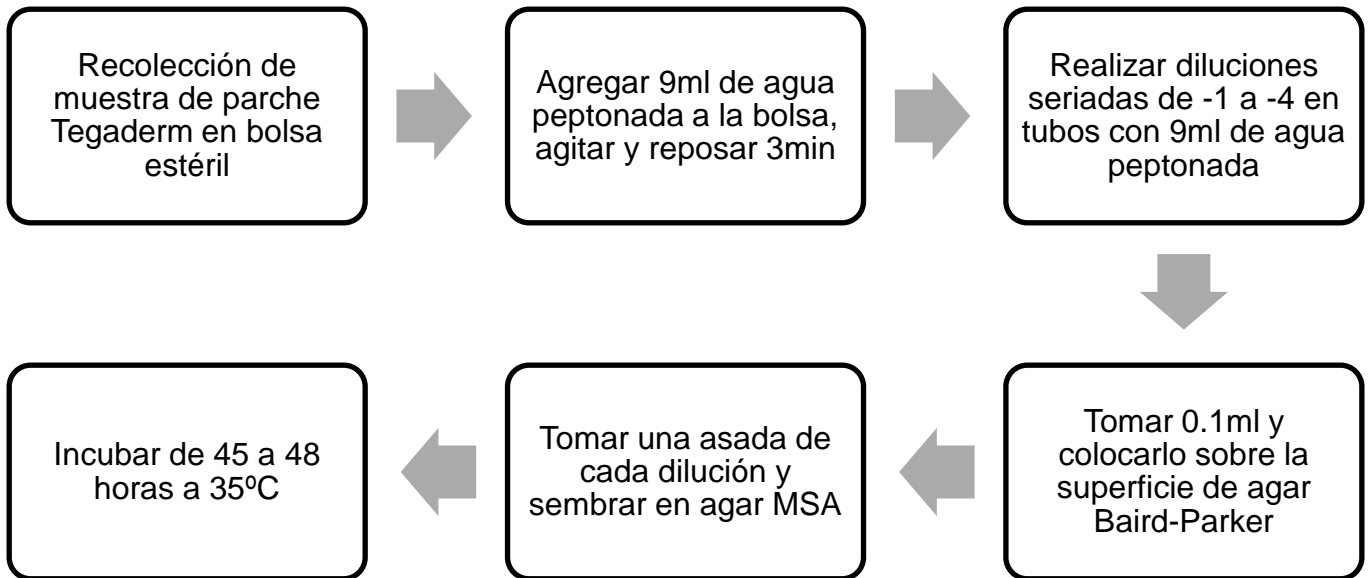 Recolección de
muestra de parche
Tegaderm en bolsa
estéril
Agregar 9ml de agua
peptonada a la bolsa,
agitar y reposar 3min
Realizar diluciones
seriadas de -1 a -4 en
tubos con 9ml de agua
peptonada
Tomar 0.1ml y
colocarlo sobre la
superficie de agar
Baird-Parker
Tomar una asada de
cada dilución y
sembrar en agar MSA
Incubar de 45 a 48
horas a 35ºC